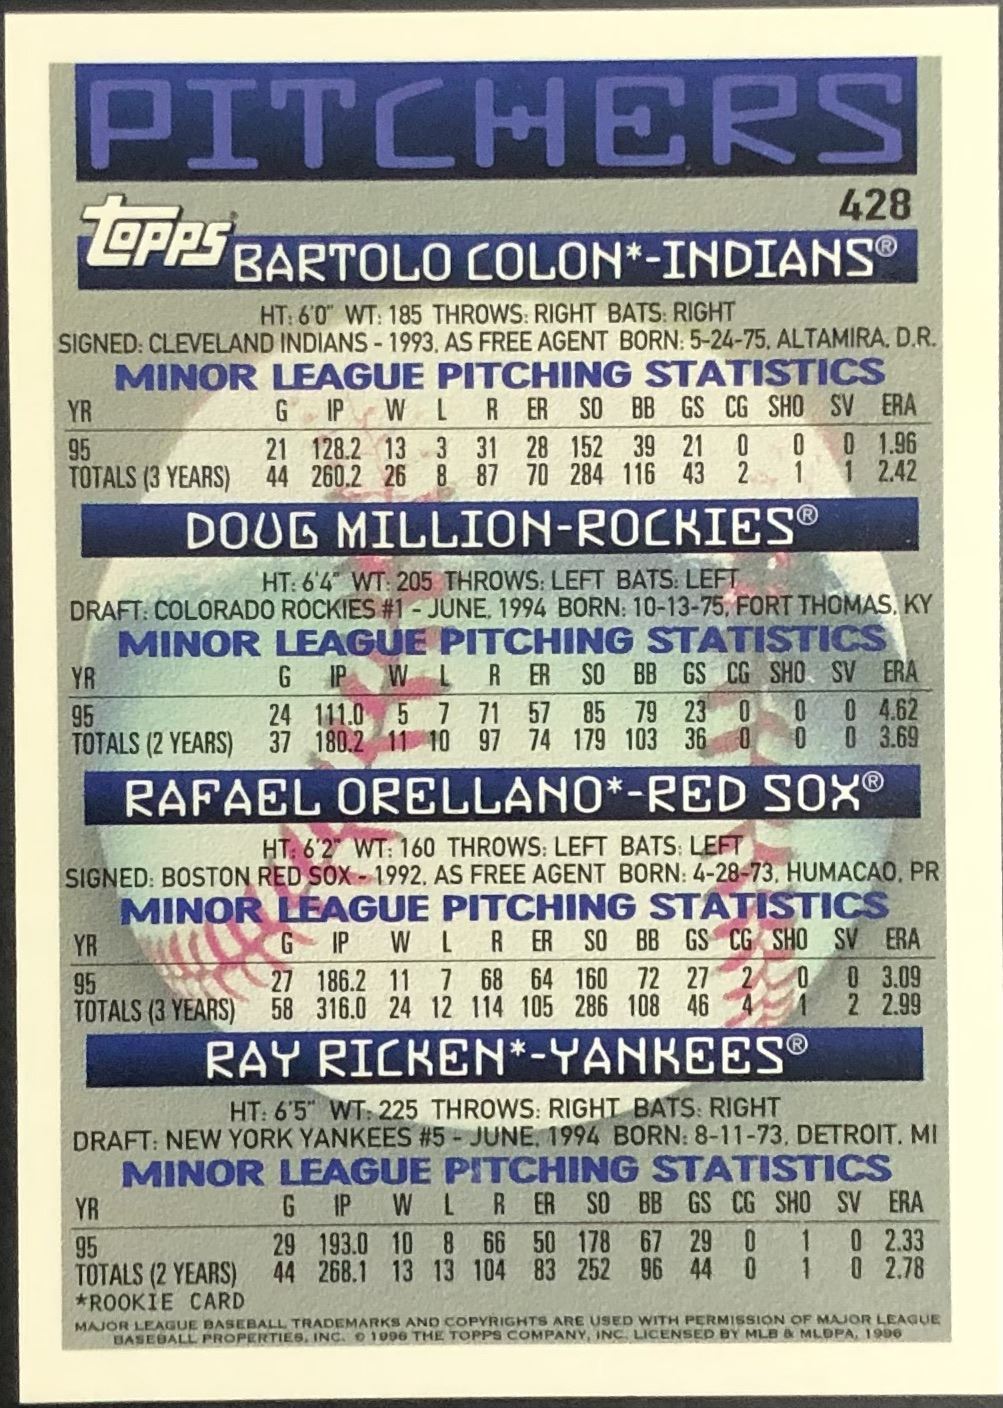 PITCHERS
428
Topps
BARTOLO COLON*-INDIANS®
HT: 6'0" WT: 185 THROWS: RIGHT BATS: RIGHT
SIGNED: CLEVELAND INDIANS - 1993, AS FREE AGENT BORN: 5-24-75, ALTAMIRA, D.R.
MINOR LEAGUE PITCHING STATISTICS
YR G IP W L R ER SO BB GS CG SHO SV ERA
95 21 128.2 13 3 31 28 152 39 21 0 0 0 1.96
TOTALS (3 YEARS) 44 260.2 26 8 87 70 284 116 43 2 1 1 2.42
DOUG MILLION-ROCKIES®
HT: 6'4" WT: 205 THROWS: LEFT BATS: LEFT
DRAFT: COLORADO ROCKIES #1 - JUNE, 1994 BORN: 10-13-75, FORT THOMAS, KY
MINOR LEAGUE PITCHING STATISTICS
YR G IP W L R ER SO BB GS CG SHO SV ERA
95 24 111.0 5 7 71 57 85 79 23 0 0 0 4.62
TOTALS (2 YEARS) 37 180.2 11 10 97 74 179 103 36 0 0 0 3.69
RAFAEL ORELLANO*-RED SOX®
HT: 6'2" WT: 160 THROWS: LEFT BATS: LEFT
SIGNED: BOSTON RED SOX - 1992, AS FREE AGENT BORN: 4-28-73, HUMACAO, PR
MINOR LEAGUE PITCHING STATISTICS
YR G IP W L R ER SO BB GS CG SHO SV ERA
95 27 186.2 11 7 68 64 160 72 27 2 0 0 3.09
TOTALS (3 YEARS) 58 316.0 24 12 114 105 286 108 46 4 1 2 2.99
RAY RICKEN*-YANKEES®
HT: 6'5" WT: 225 THROWS: RIGHT BATS: RIGHT
DRAFT: NEW YORK YANKEES #5 - JUNE, 1994 BORN: 8-11-73, DETROIT, MI
MINOR LEAGUE PITCHING STATISTICS
YR G IP W L R ER SO BB GS CG SHO SV ERA
95 29 193.0 10 8 66 50 178 67 29 0 1 0 2.33
TOTALS (2 YEARS) 44 268.1 13 13 104 83 252 96 44 0 1 0 2.78
*ROOKIE CARD
MAJOR LEAGUE BASEBALL TRADEMARKS AND COPYRIGHTS ARE USED WITH PERMISSION OF MAJOR LEAGUE
BASEBALL PROPERTIES, INC. © 1996 THE TOPPS COMPANY, INC. LICENSED BY MLB & MLBPA, 1996